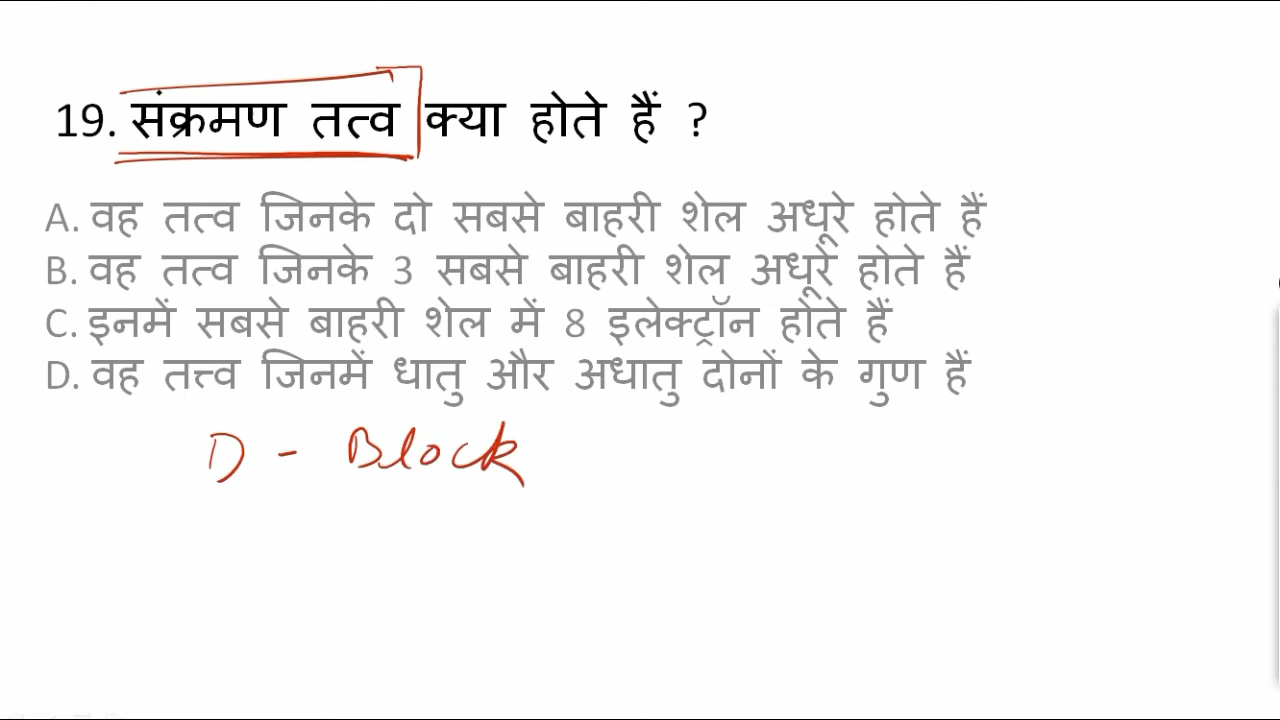 19. संक्रमण तत्व क्या होते हैं ?
A. वह तत्व जिनके दो सबसे बाहरी शेल अधूरे होते हैं
B. वह तत्व जिनके 3 सबसे बाहरी शेल अधूरे होते हैं
C. इनमें सबसे बाहरी शेल में 8 इलेक्ट्रॉन होते हैं
D. वह तत्त्व जिनमें धातु और अधातु दोनों के गुण हैं
D - Block